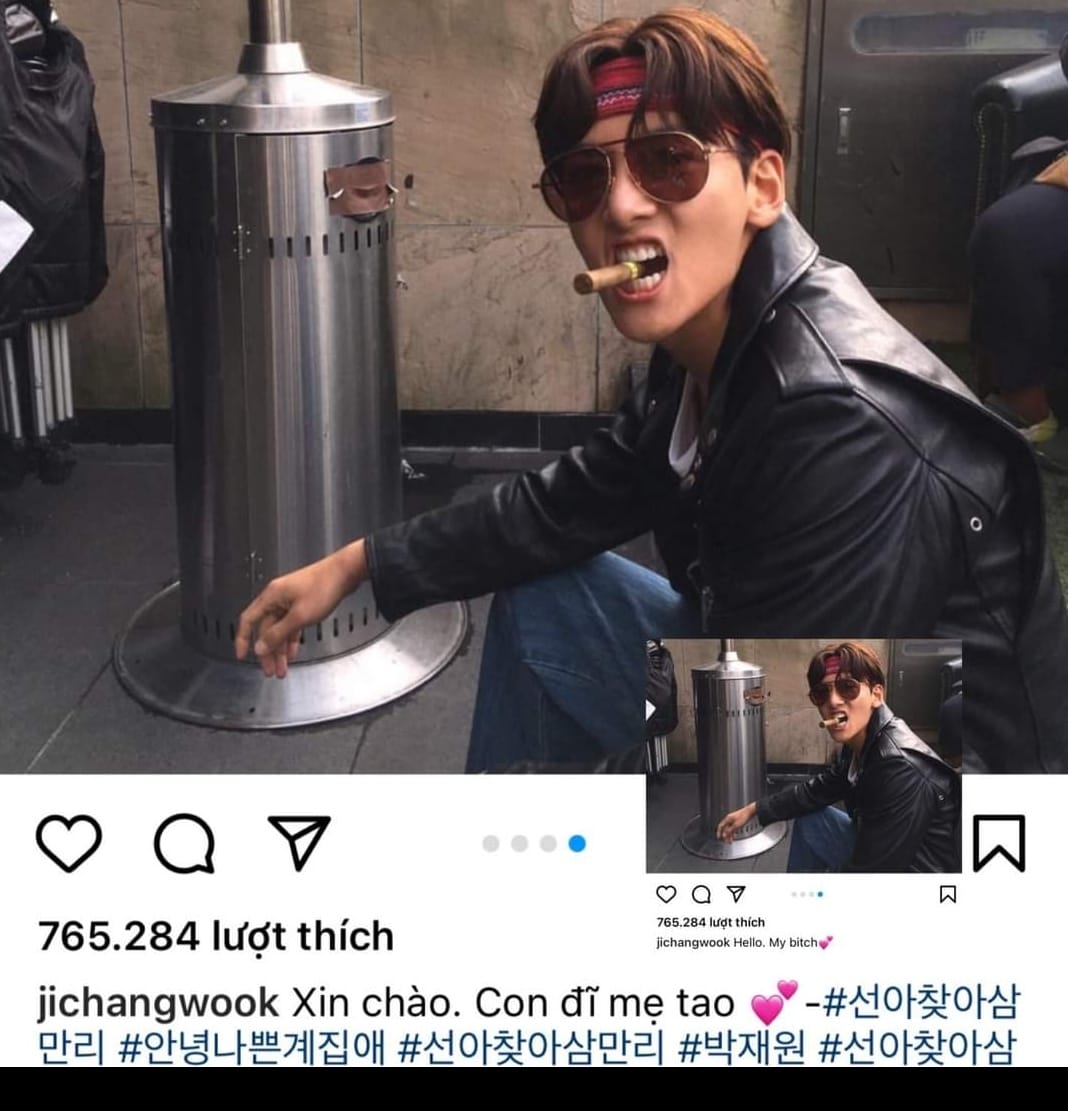 765.284 lượt thích
jichangwook Hello. My bitch💕
765.284 lượt thích
jichangwook Xin chào. Con đĩ mẹ tao 💕 -#선아찾아삼
만리 #안녕나쁜계집애 #선아찾아삼만리 #박재원 #선아찾아삼